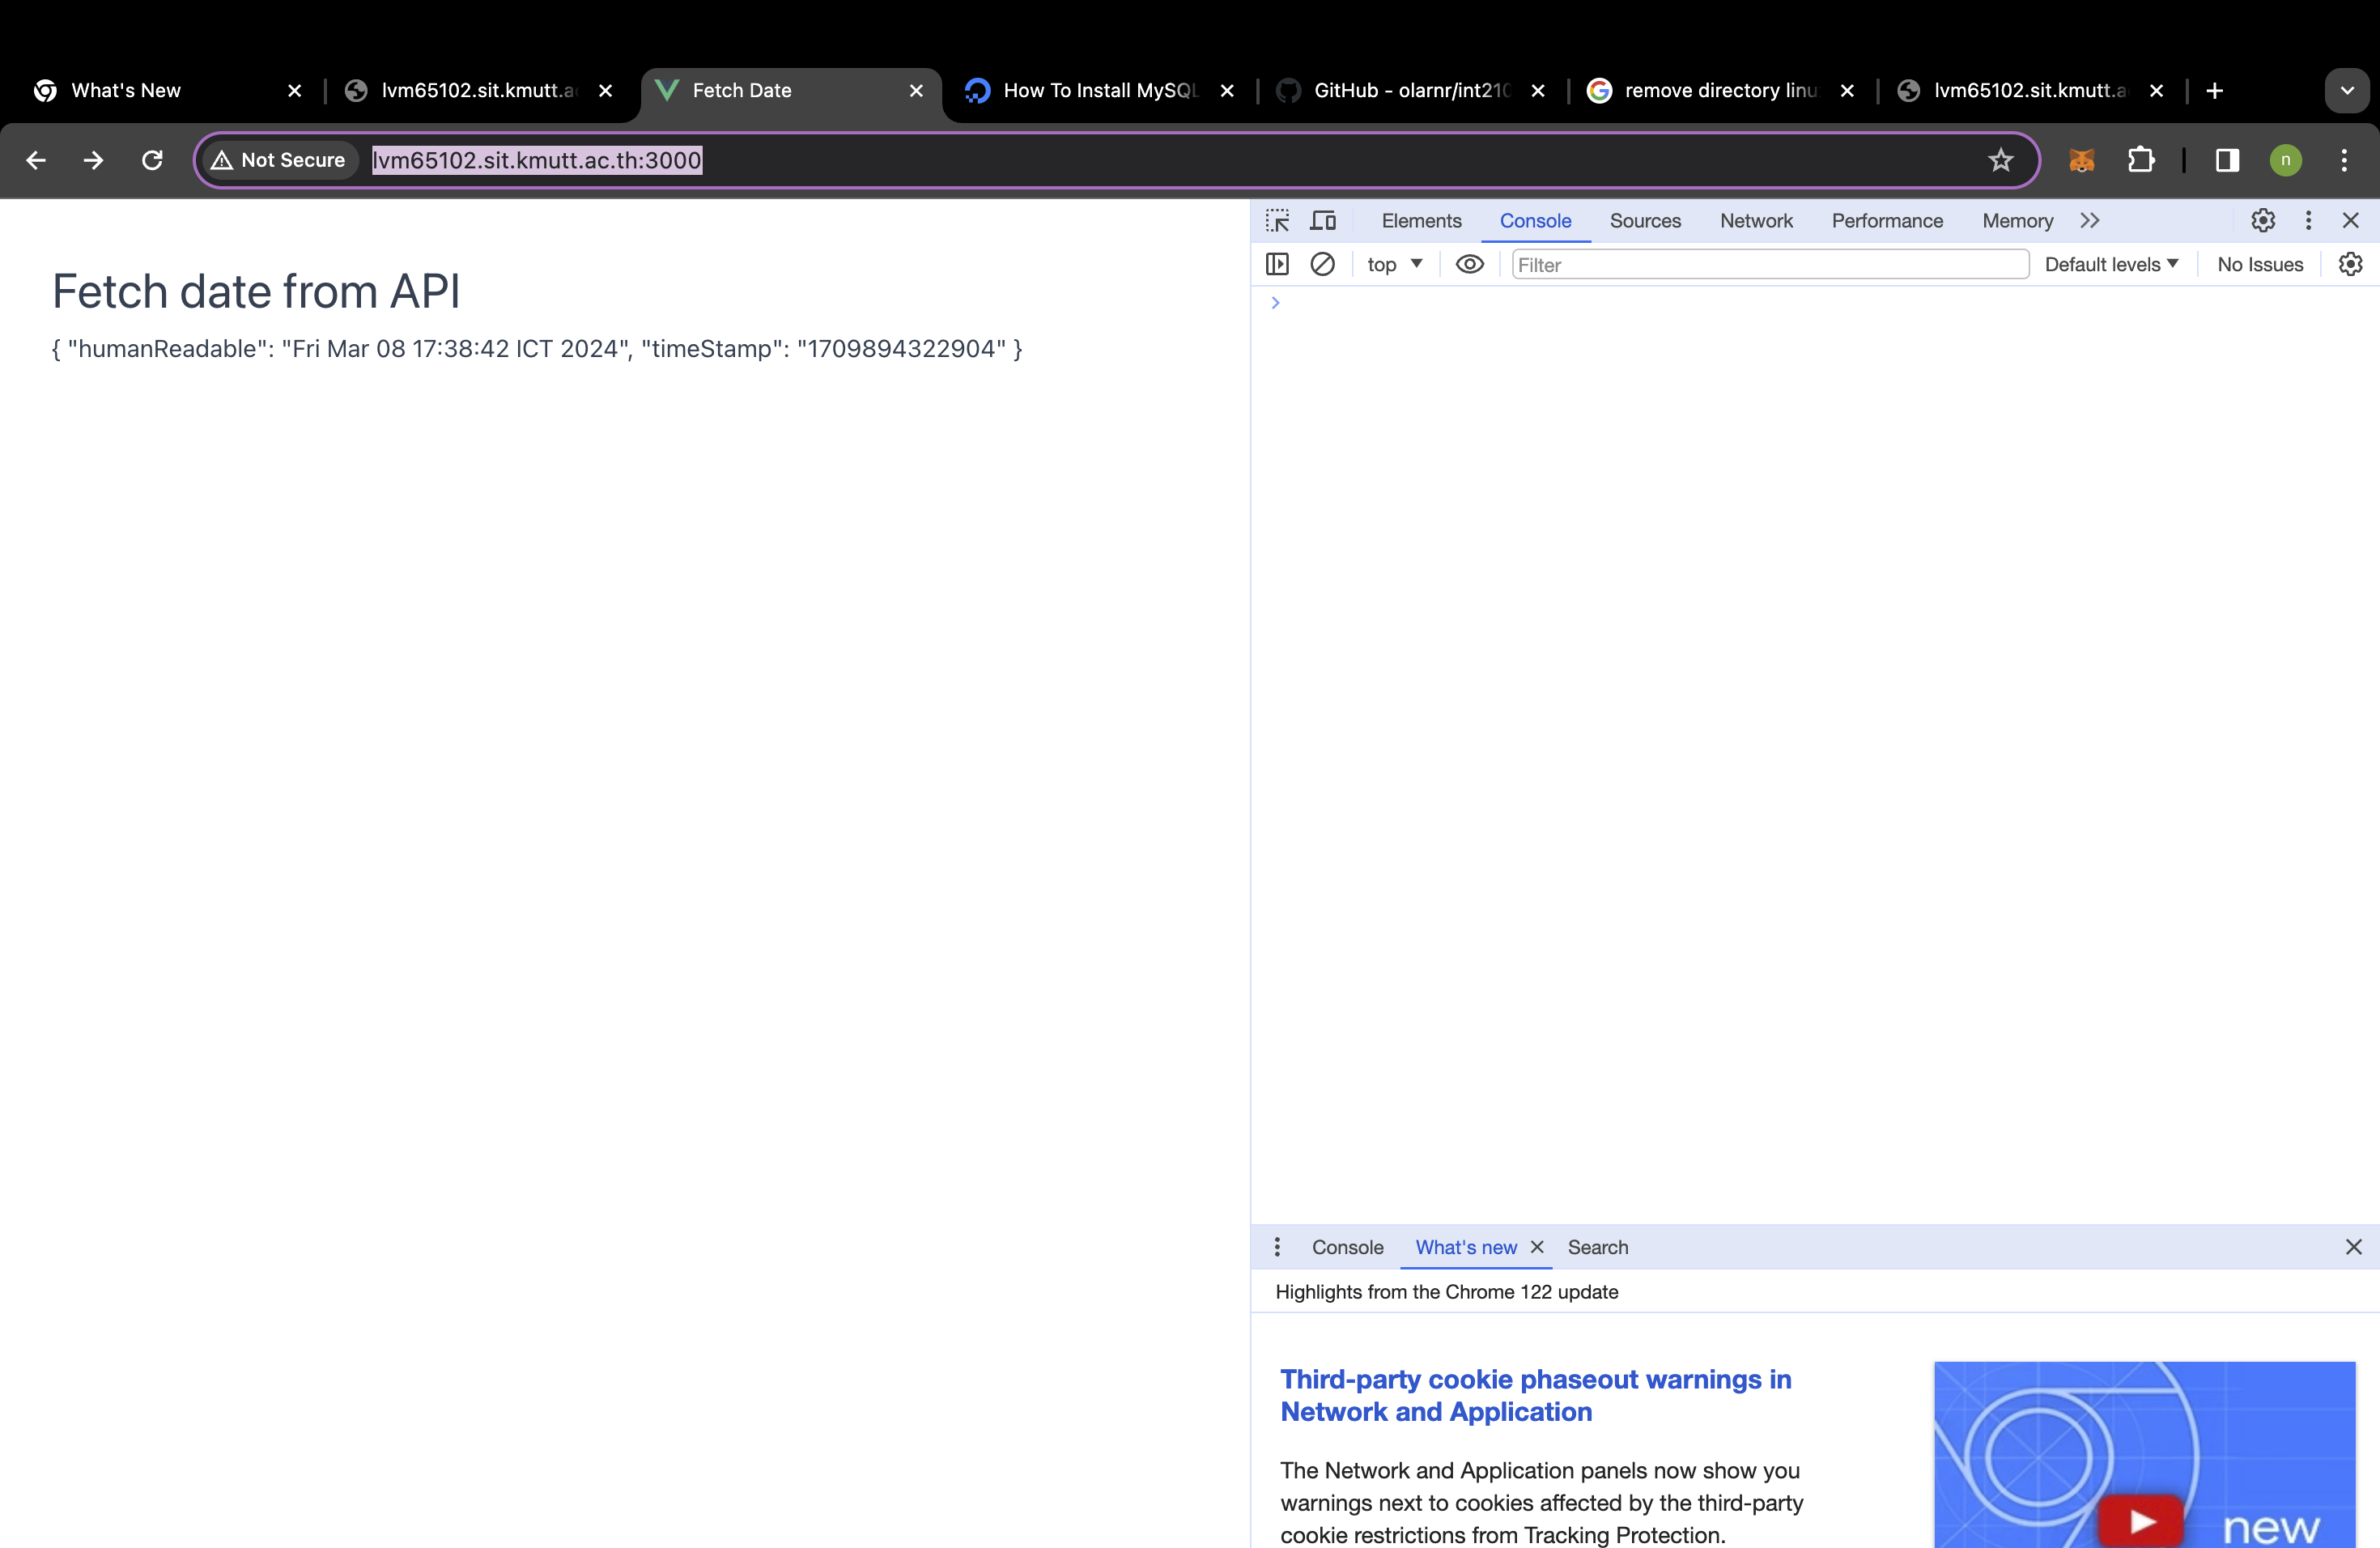 What's New
lvm65102.sit.kmutt.a
Fetch Date
How To Install MySQL
GitHub - olarnr/int210
remove directory linu
lvm65102.sit.kmutt.a
Not Secure
lvm65102.sit.kmutt.ac.th:3000
n
Elements
Console
Sources
Network
Performance
Memory
top
Filter
Default levels
No Issues
Fetch date from API
{ "humanReadable": "Fri Mar 08 17:38:42 ICT 2024", "timeStamp": "1709894322904" }
Console
What's new
Search
Highlights from the Chrome 122 update
Third-party cookie phaseout warnings in
Network and Application
The Network and Application panels now show you
warnings next to cookies affected by the third-party
cookie restrictions from Tracking Protection.
new